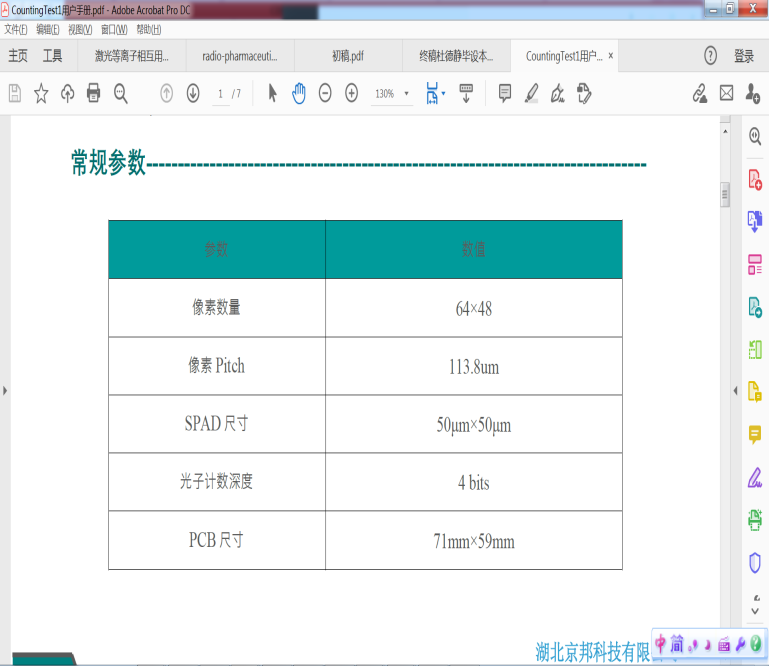 CountingTest1用户手册.pdf - Adobe Acrobat Pro DC
文件(F) 编辑(E) 视图(V) 窗口(W) 帮助(H)
主页 工具 激光等离子相互用... radio-pharmaceuti... 初稿.pdf 终稿杜德静毕设本... CountingTest1用户... × 登录
1 / 7 130%
常规参数--------------------------------------------------------------------------------
参数 数值
像素数量 64×48
像素 Pitch 113.8um
SPAD 尺寸 50μm×50μm
光子计数深度 4 bits
PCB 尺寸 71mm×59mm
湖北京邦科技有限
中 简